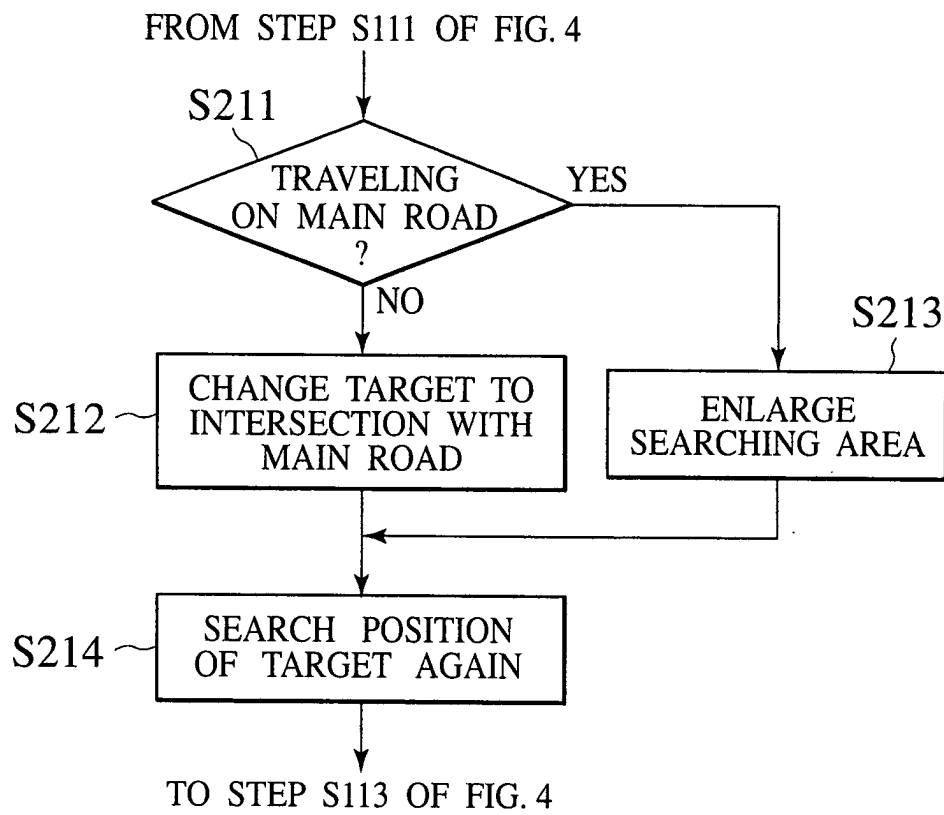 FROM STEP S111 OF FIG. 4
S211
TRAVELING
ON MAIN ROAD
?
YES
NO
S213
S212
CHANGE TARGET TO
INTERSECTION WITH
MAIN ROAD
ENLARGE
SEARCHING AREA
S214
SEARCH POSITION
OF TARGET AGAIN
TO STEP S113 OF FIG. 4